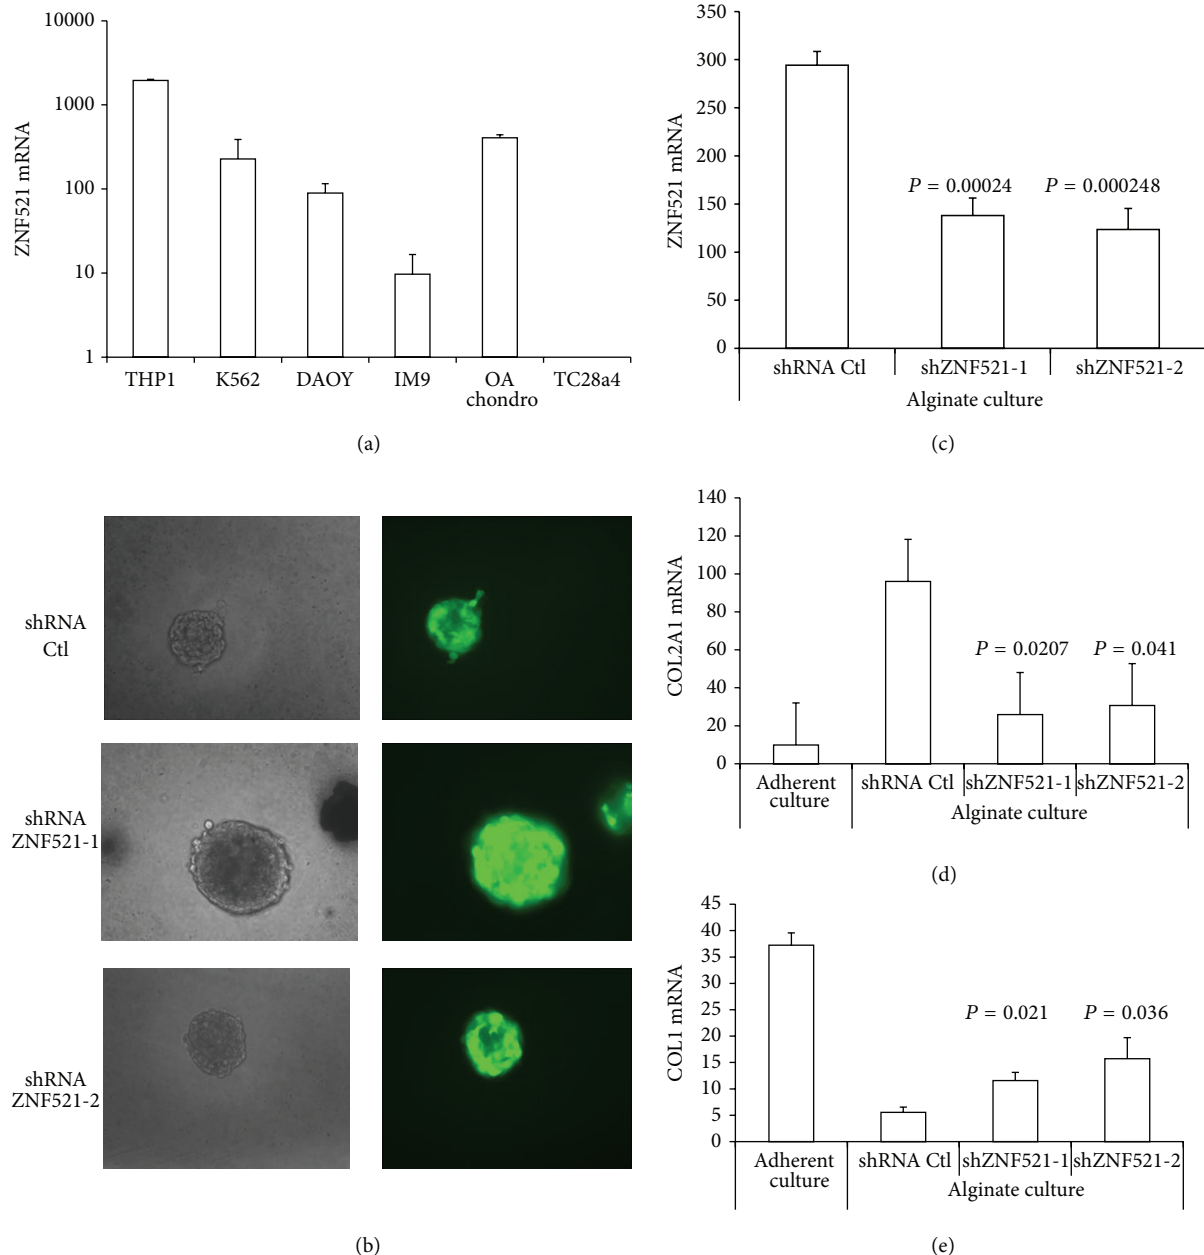 10000
1000
100
10
1
ZNF521 mRNA
THP1 K562 DAOY IM9 OA chondro TC28a4
(a)
shRNA
Ctl
shRNA
ZNF521-1
shRNA
ZNF521-2
(b)
350
300
250
200
150
100
50
0
ZNF521 mRNA
P = 0.00024 P = 0.000248
shRNA Ctl shZNF521-1 shZNF521-2
Alginate culture
(c)
140
120
100
80
60
40
20
0
COL2A1 mRNA
P = 0.0207 P = 0.041
Adherent culture shRNA Ctl shZNF521-1 shZNF521-2
Alginate culture
(d)
45
40
35
30
25
20
15
10
5
0
COL1 mRNA
P = 0.021 P = 0.036
Adherent culture shRNA Ctl shZNF521-1 shZNF521-2
Alginate culture
(e)